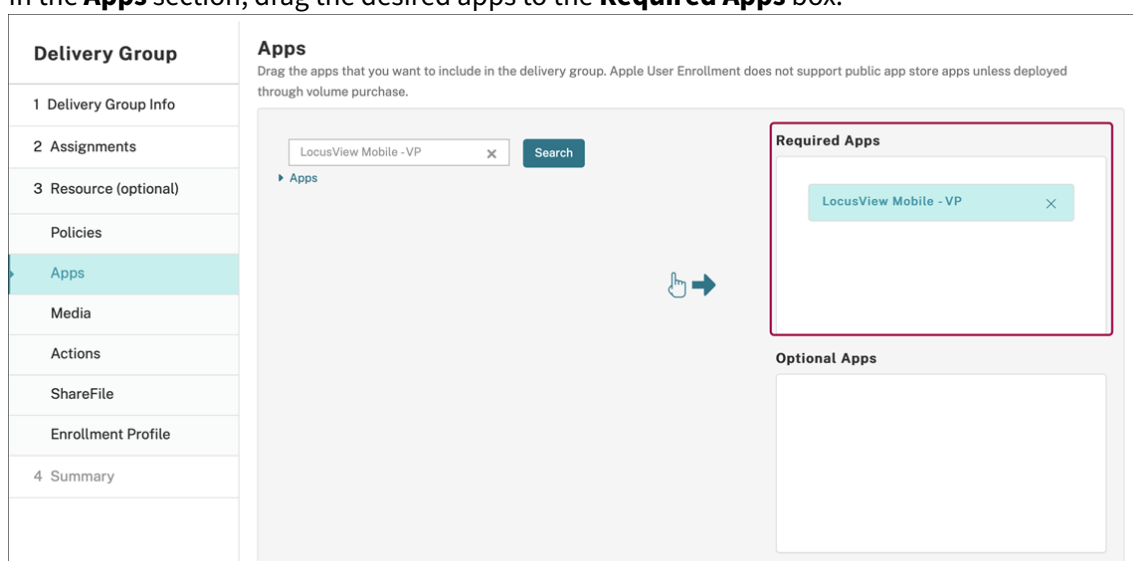 In the Apps section, drag the desired apps to the Required Apps box.
Delivery Group
1 Delivery Group Info
2 Assignments
3 Resource (optional)
Policies
Apps
Media
Actions
ShareFile
Enrollment Profile
4 Summary
Apps
Drag the apps that you want to include in the delivery group. Apple User Enrollment does not support public app store apps unless deployed
through volume purchase.
LocusView Mobile - VP
Search
Apps
Required Apps
LocusView Mobile - VP
Optional Apps